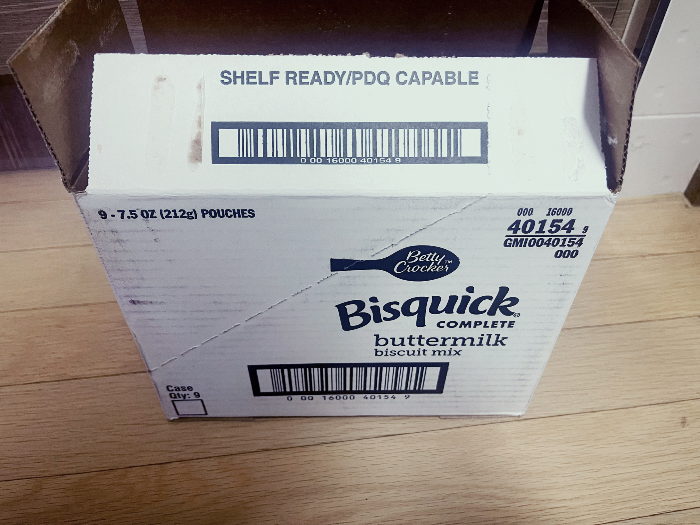 SHELF READY/PDQ CAPABLE
0 00 16000 40154 9
9 - 7.5 OZ (212g) POUCHES
000 16000
40154 9
GMI0040154
000
Betty
Crocker™
Bisquick®
COMPLETE
buttermilk
biscuit mix
Case
Qty: 9
0 00 16000 40154 9